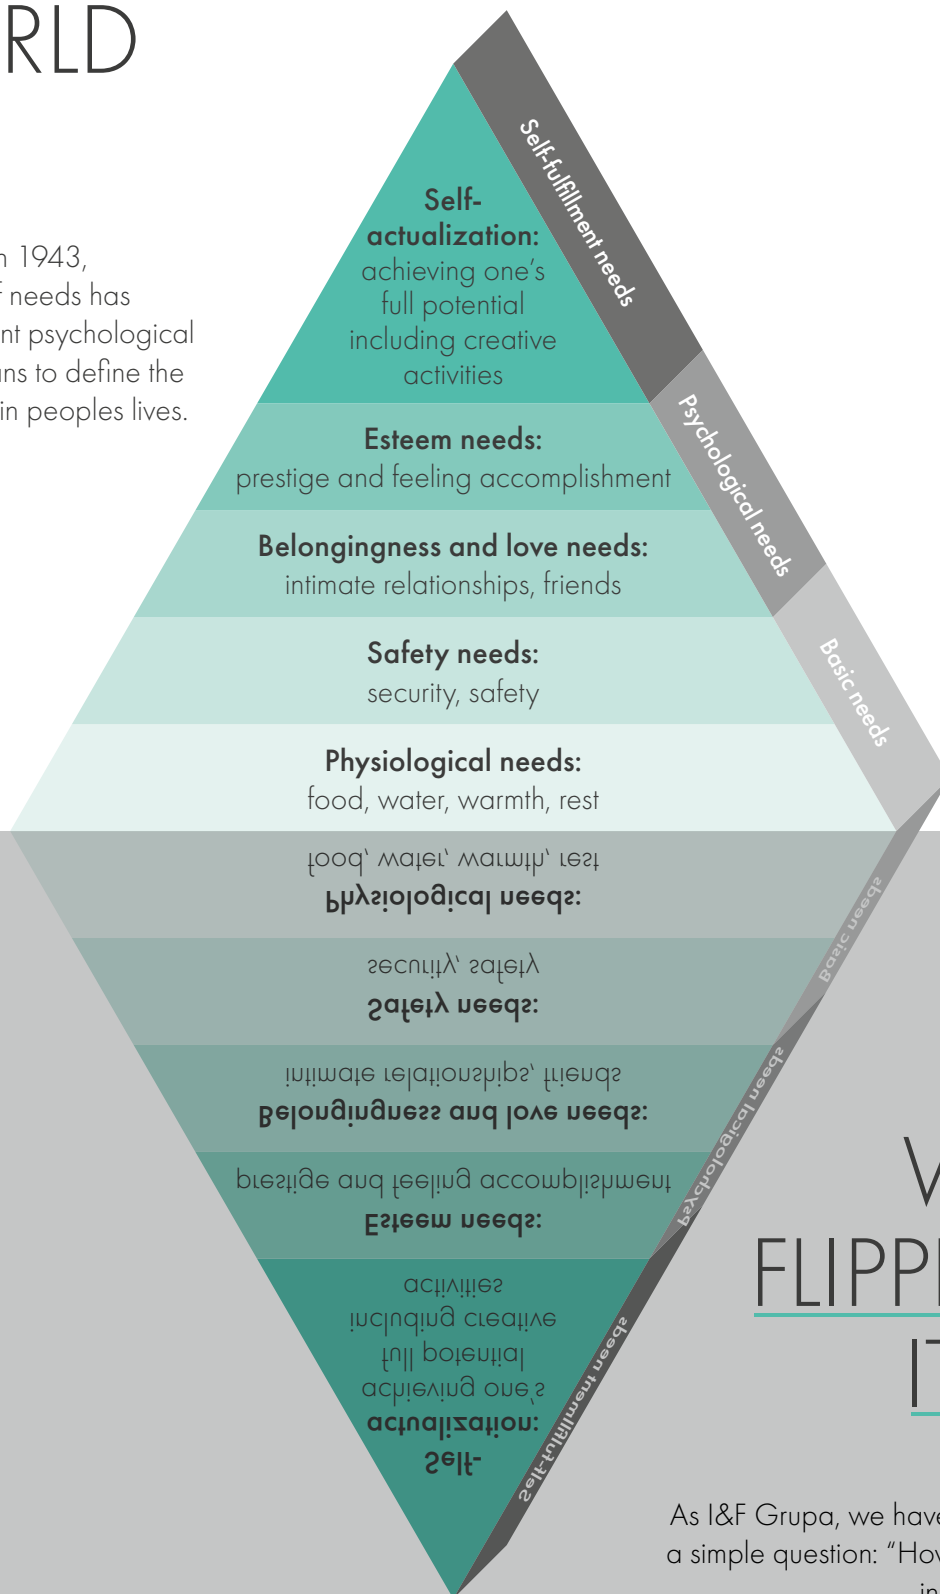 RLD
n 1943,
f needs has
nt psychological
ns to define the
in peoples lives.
Self-
actualization:
achieving one's
full potential
including creative
activities
Self-fulfillment needs
Esteem needs:
prestige and feeling accomplishment
Psychological needs
Belongingness and love needs:
intimate relationships, friends
Safety needs:
security, safety
Basic needs
Physiological needs:
food, water, warmth, rest
food, water, warmth, rest
Physiological needs:
Basic needs
security, safety
Safety needs:
intimate relationships, friends
Belongingness and love needs:
Psychological needs
prestige and feeling accomplishment
Esteem needs:
activities
including creative
full potential
achieving one's
actualization:
Self-
Self-fulfillment needs
FLIPP
IT
As I&F Grupa, we have
a simple question: "How
in